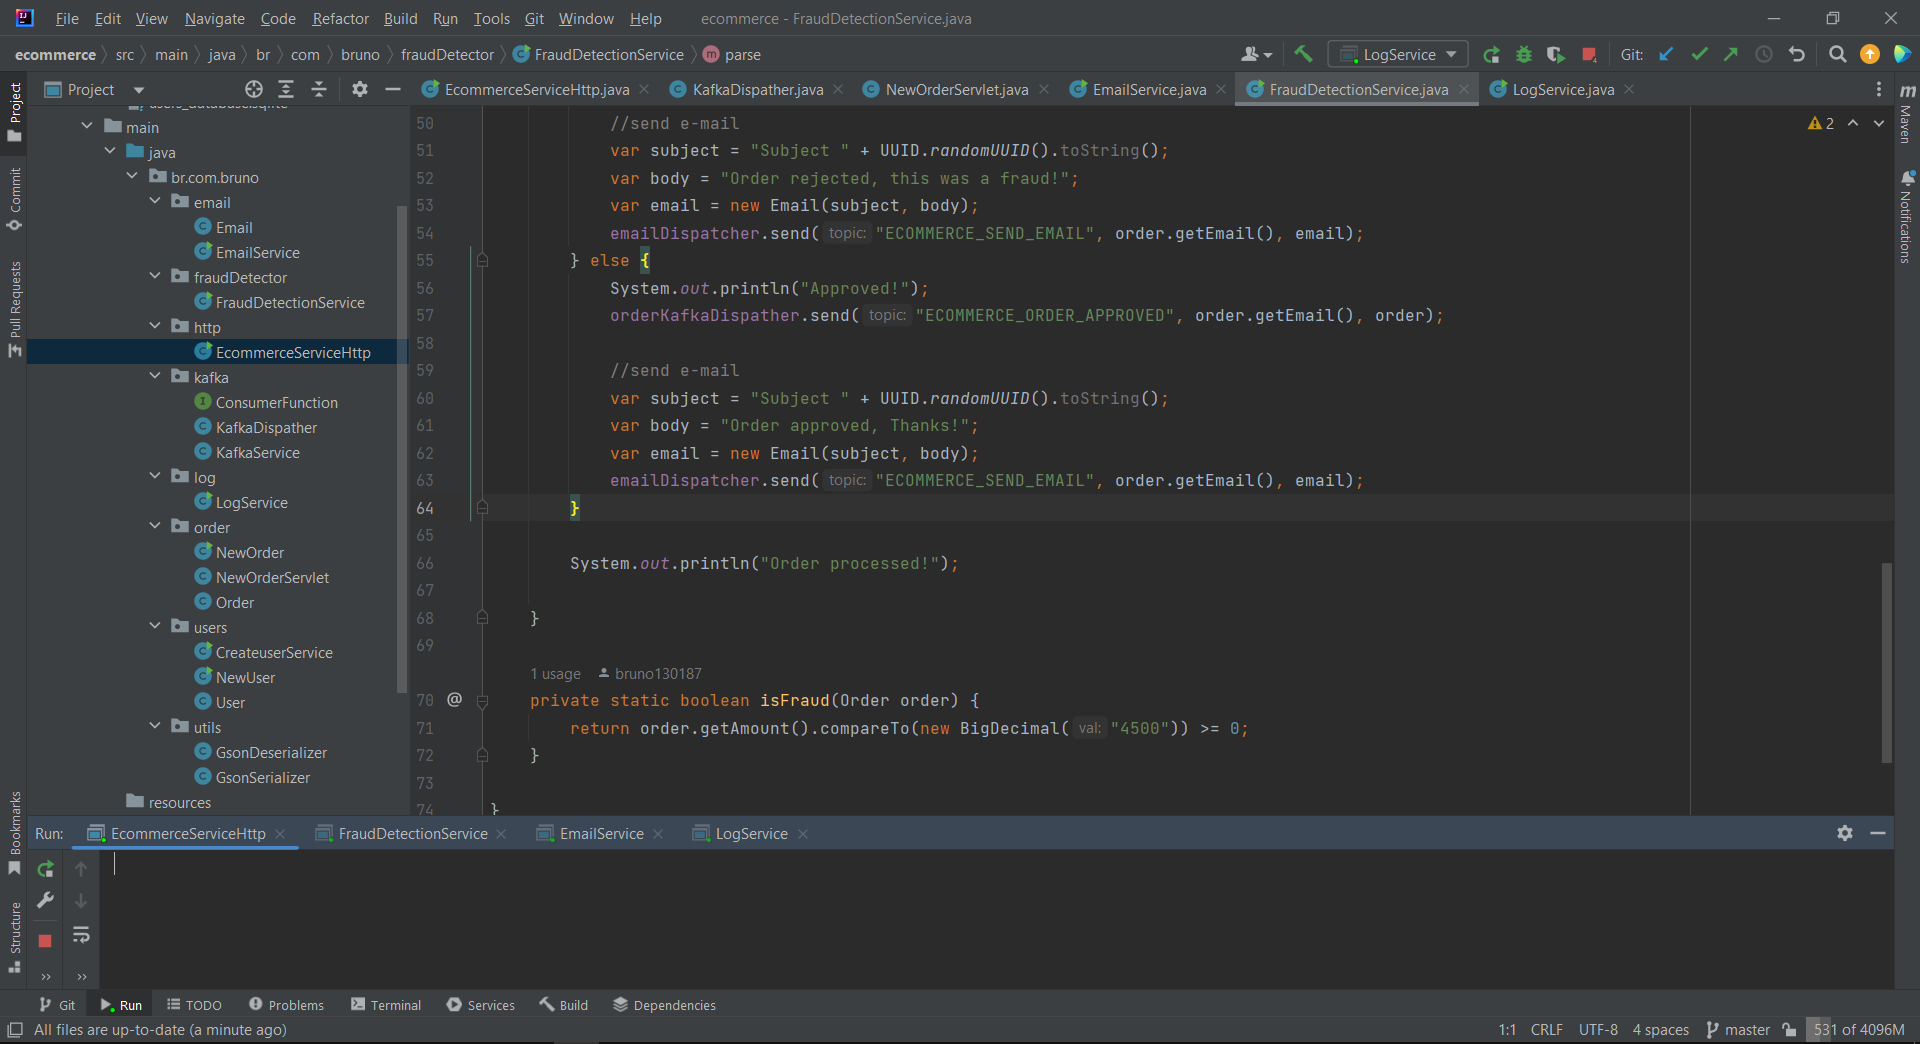 File Edit View Navigate Code Refactor Build Run Tools Git Window Help ecommerce - FraudDetectionService.java
ecommerce src main java br com bruno fraudDetector FraudDetectionService m parse LogService Git:
Project EcommerceServiceHttp.java KafkaDispather.java NewOrderServlet.java EmailService.java FraudDetectionService.java LogService.java
Project
Commit
Pull Requests
Bookmarks
Structure
main
java
br.com.bruno
email
Email
EmailService
fraudDetector
FraudDetectionService
http
EcommerceServiceHttp
kafka
ConsumerFunction
KafkaDispather
KafkaService
log
LogService
order
NewOrder
NewOrderServlet
Order
users
CreateuserService
NewUser
User
utils
GsonDeserializer
GsonSerializer
resources
50 //send e-mail
51 var subject = "Subject " + UUID.randomUUID().toString();
52 var body = "Order rejected, this was a fraud!";
53 var email = new Email(subject, body);
54 emailDispatcher.send( topic: "ECOMMERCE_SEND_EMAIL", order.getEmail(), email);
55 } else {
56 System.out.println("Approved!");
57 orderKafkaDispather.send( topic: "ECOMMERCE_ORDER_APPROVED", order.getEmail(), order);
58
59 //send e-mail
60 var subject = "Subject " + UUID.randomUUID().toString();
61 var body = "Order approved, Thanks!";
62 var email = new Email(subject, body);
63 emailDispatcher.send( topic: "ECOMMERCE_SEND_EMAIL", order.getEmail(), email);
64 }
65
66 System.out.println("Order processed!");
67
68 }
69
1 usage bruno130187
70 @ private static boolean isFraud(Order order) {
71 return order.getAmount().compareTo(new BigDecimal( val: "4500")) >= 0;
72 }
73
74 }
2
m
Maven
Notifications
Run: EcommerceServiceHttp FraudDetectionService EmailService LogService
Git Run TODO Problems Terminal Services Build Dependencies
All files are up-to-date (a minute ago) 1:1 CRLF UTF-8 4 spaces master 531 of 4096M